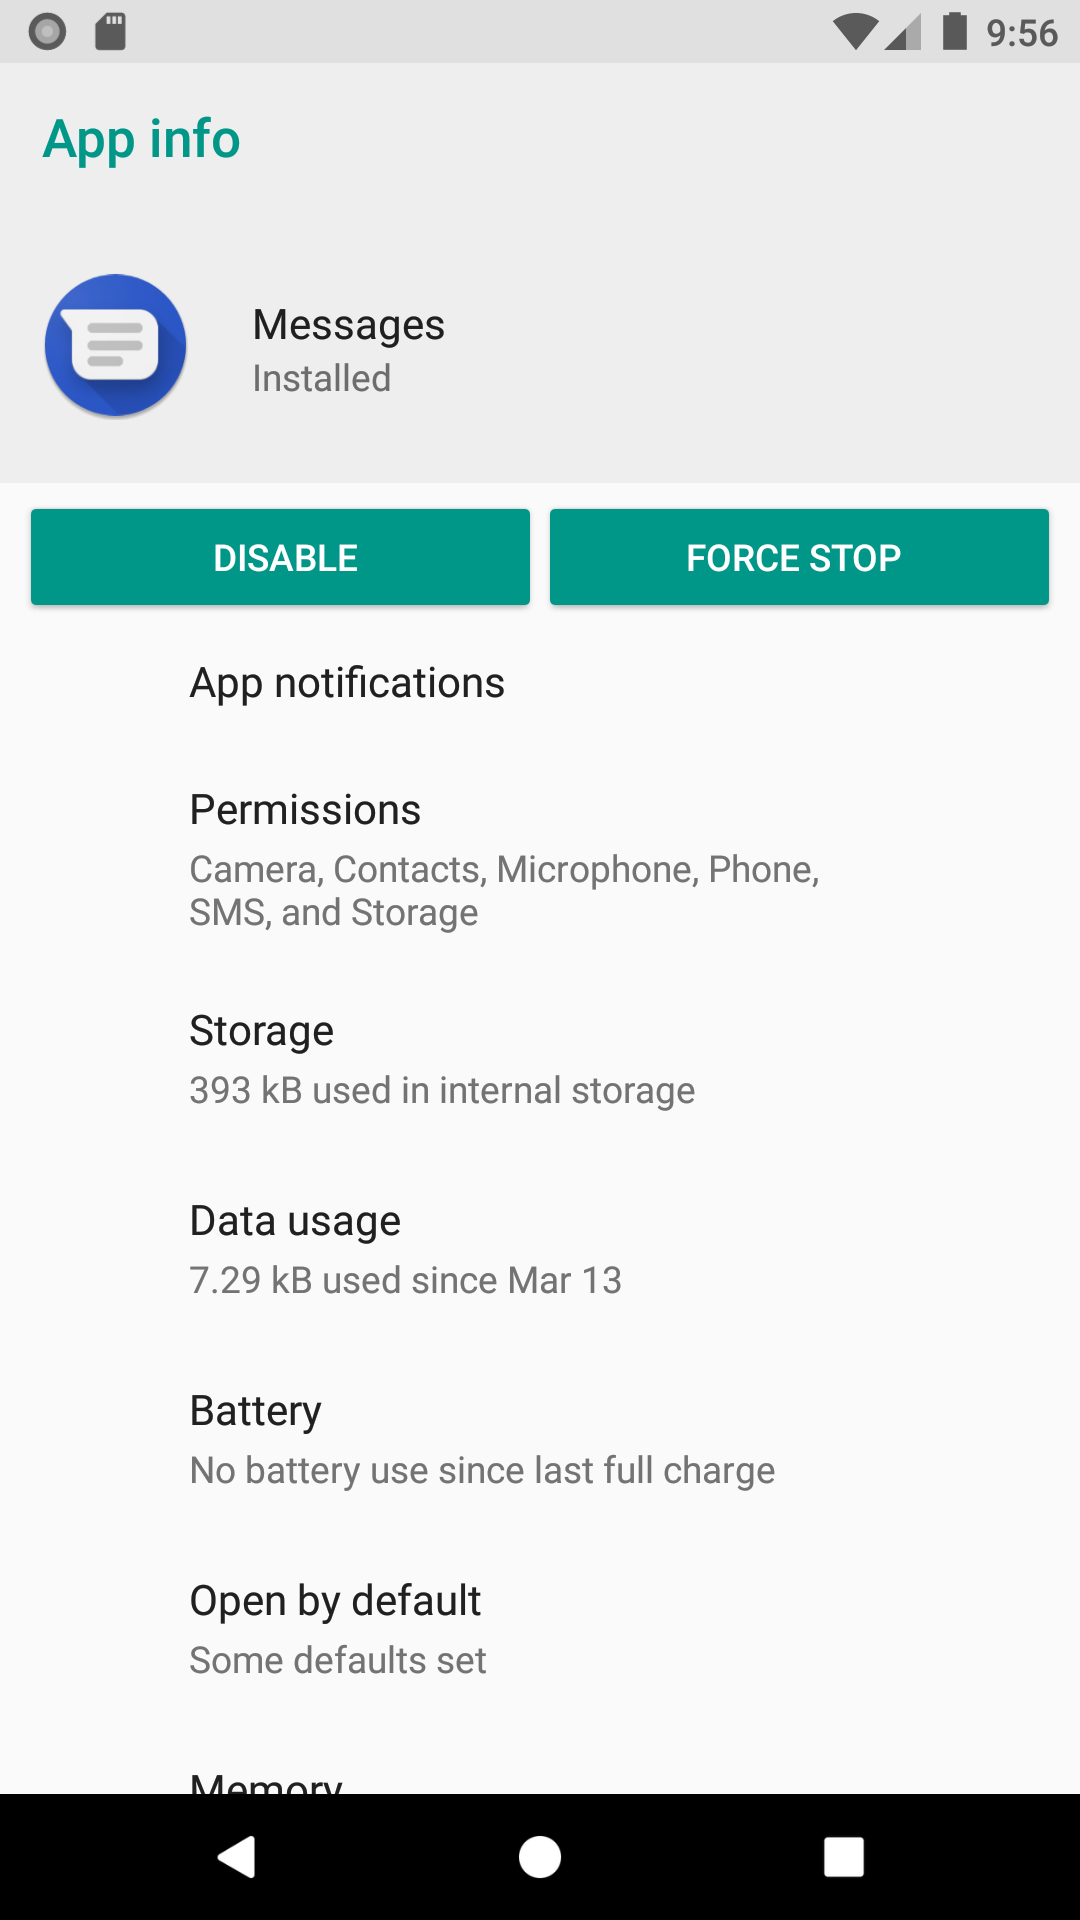 9:56
App info
Messages
Installed
DISABLE
FORCE STOP
App notifications
Permissions
Camera, Contacts, Microphone, Phone,
SMS, and Storage
Storage
393 kB used in internal storage
Data usage
7.29 kB used since Mar 13
Battery
No battery use since last full charge
Open by default
Some defaults set
Memory